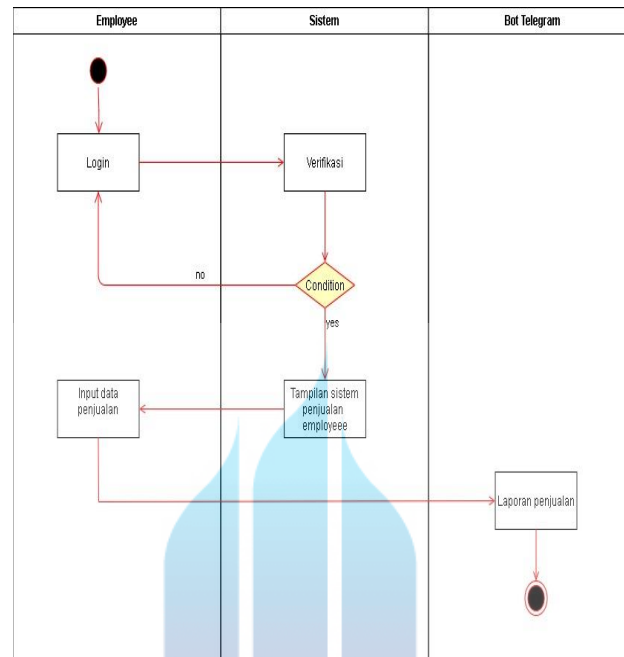 Employee
Sistem
Bot Telegram
Login
Verifikasi
no
Condition
yes
Input data
penjualan
Tampilan sistem
penjualan
employeee
Laporan penjualan